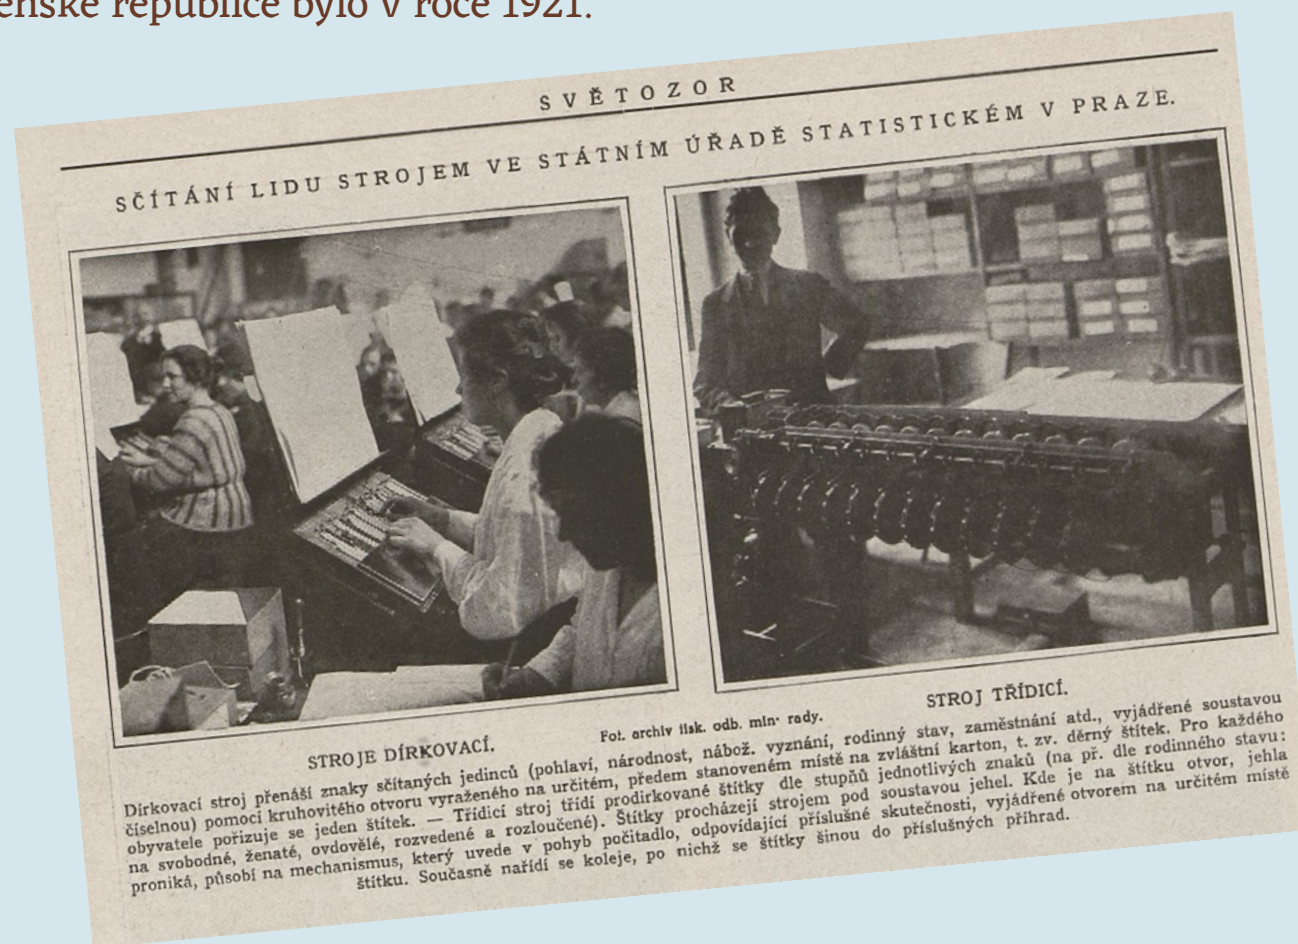 enské republice bylo v roce 1921.
SVĚTOZOR
SČÍTÁNÍ LIDU STROJEM VE STÁTNÍM ÚŘADĚ STATISTICKÉM V PRAZE.
STROJE DÍRKOVACÍ.
Fot. archiv tisk. odb. min. rady.
STROJ TŘÍDICÍ.
Dírkovací stroj přenáší znaky sčítaných jedinců (pohlaví, národnost, nábož. vyznání, rodinný stav, zaměstnání atd., vyjádřené soustavou
číselnou) pomocí kruhovitého otvoru vyraženého na určitém, předem stanoveném místě na zvláštní karton, t. zv. děrný štítek. Pro každého
obyvatele pořizuje se jeden štítek. — Třídicí stroj třídí prodirkované štítky dle stupňů jednotlivých znaků (na př. dle rodinného stavu:
na svobodné, ženaté, ovdovělé, rozvedené a rozloučené). Štítky procházejí strojem pod soustavou jehel. Kde je na štítku otvor, jehla
proniká, působí na mechanismus, který uvede v pohyb počitadlo, odpovídající příslušné skutečnosti, vyjádřené otvorem na určitém místě
štítku. Současně nařídí se koleje, po nichž se štítky šinou do příslušných přihrad.